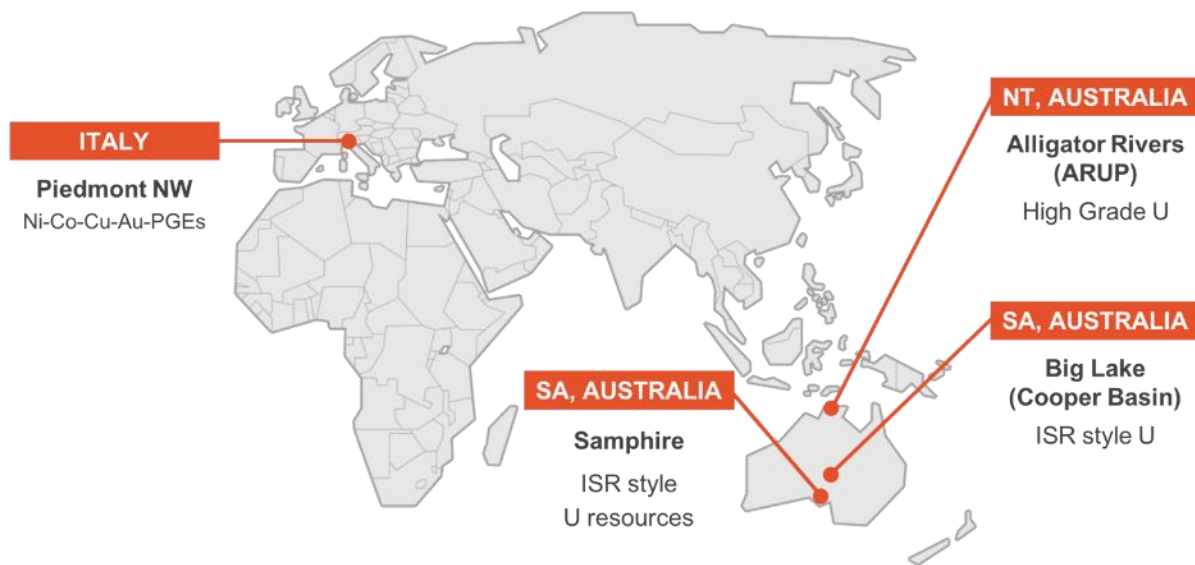 ITALY
Piedmont NW
Ni-Co-Cu-Au-PGEs
SA, AUSTRALIA
Samphire
ISR style
U resources
NT, AUSTRALIA
Alligator Rivers
(ARUP)
High Grade U
SA, AUSTRALIA
Big Lake
(Cooper Basin)
ISR style U